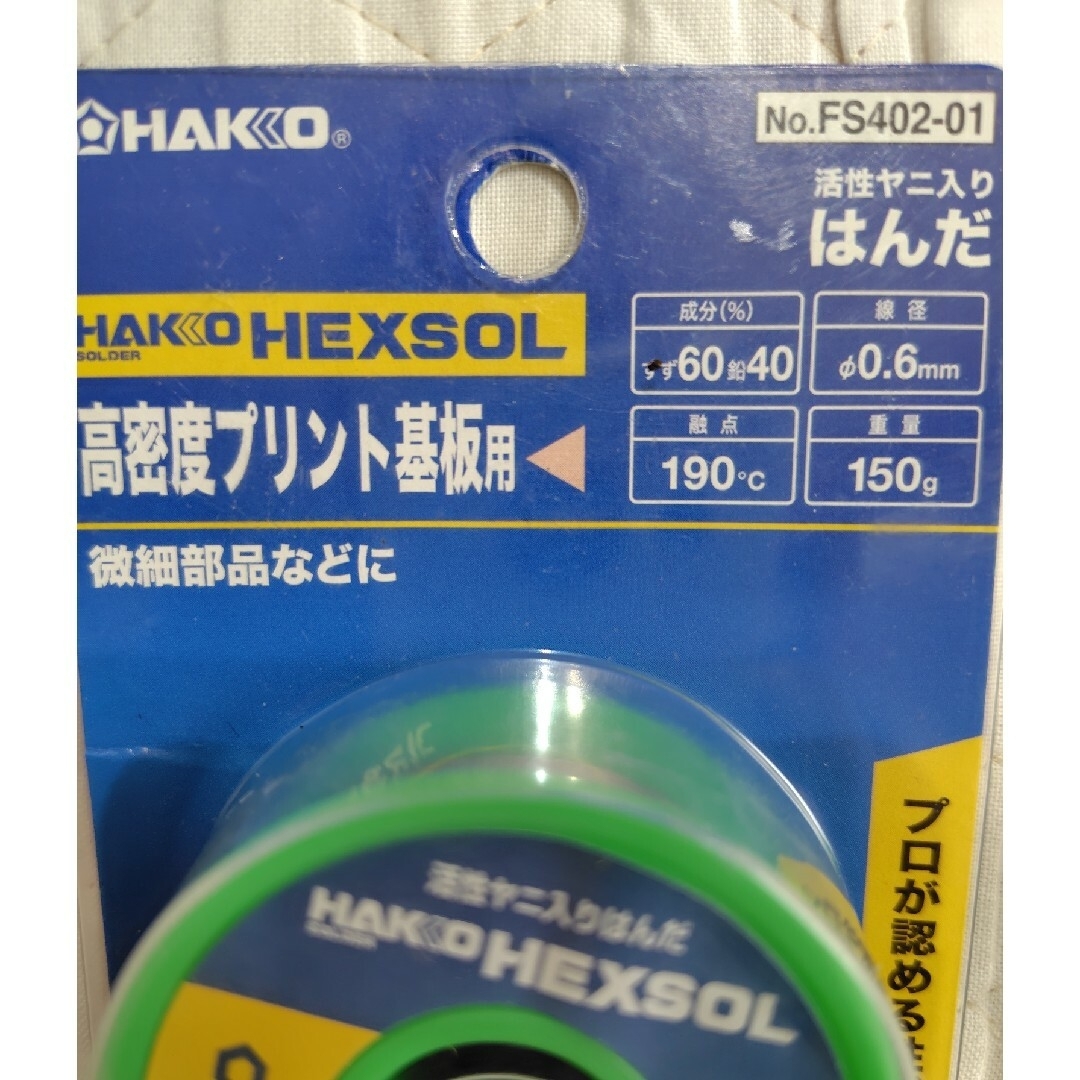 HAKKO®
No.FS402-01
活性ヤニ入り
はんだ
HAKKO HEXSOL
SOLDER
成分(%)
すず60鉛40
線径
φ0.6mm
融点
190℃
重量
150g
高密度プリント基板用
微細部品などに
活性ヤニ入りはんだ
HAKKO HEXSOL
SOLDER
プロが認める